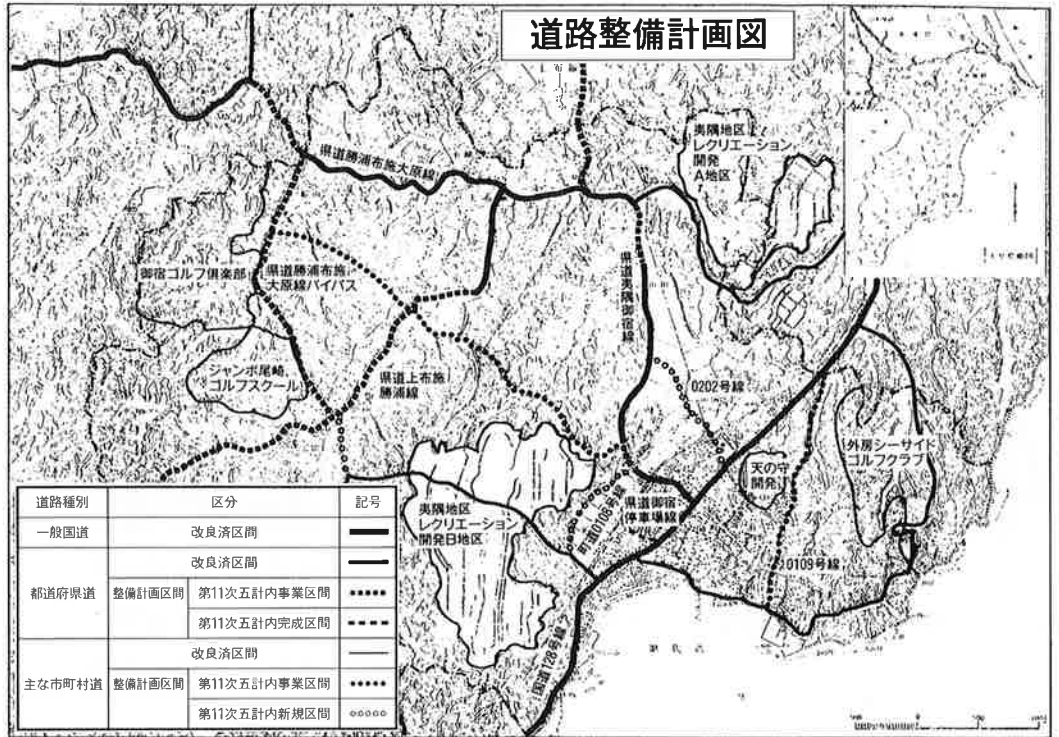 道路整備計画図
夷隅地区
レクリエーション
開発
A地区
県道勝浦布施大原線
県道夷隅御宿線
御宿ゴルフ倶楽部
県道勝浦布施
大原線バイパス
ジャンボ尾崎
ゴルフスクール
県道上布施
勝浦線
0202号線
天の守
開発
外房シーサイド
ゴルフクラブ
夷隅地区
レクリエーション
開発日地区
町道0108号線
県道御宿
停車場線
0109号線
国道128号線
道路種別 区分 記号
一般国道 改良済区間
都道府県道 改良済区間
整備計画区間 第11次五計内事業区間
第11次五計内完成区間
主な市町村道 改良済区間
整備計画区間 第11次五計内事業区間
第11次五計内新規区間